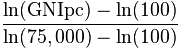 ln(GNIpc) − ln(100)
ln(75,000) − ln(100)